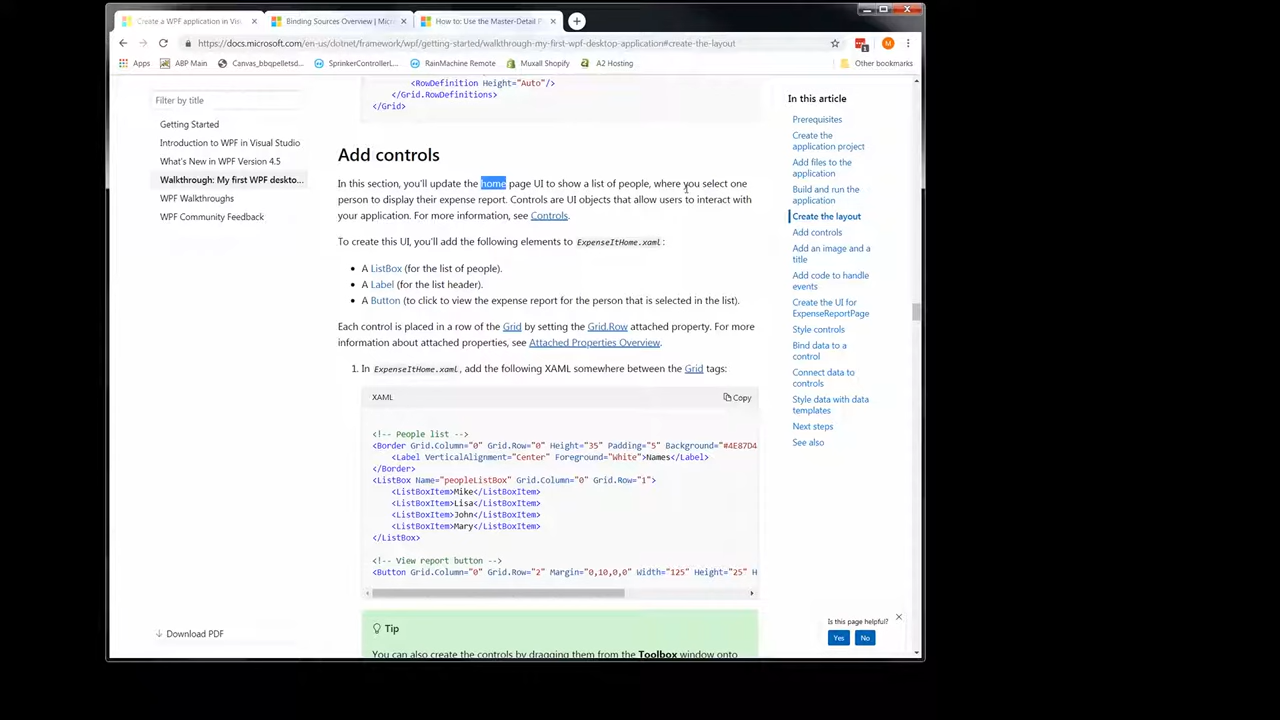 Create a WPF application in Visu
Binding Sources Overview | Micr
How to: Use the Master-Detail P
https://docs.microsoft.com/en-us/dotnet/framework/wpf/getting-started/walkthrough-my-first-wpf-desktop-application#create-the-layout
M
Apps
ABP Main
Canvas_bbqpelletsd...
SprinkerControllerL...
RainMachine Remote
Muxall Shopify
A2 Hosting
Other bookmarks
Filter by title
Getting Started
Introduction to WPF in Visual Studio
What's New in WPF Version 4.5
Walkthrough: My first WPF deskto...
WPF Walkthroughs
WPF Community Feedback
Download PDF
<RowDefinition Height="Auto"/>
</Grid.RowDefinitions>
</Grid>
Add controls
In this section, you'll update the home page UI to show a list of people, where you select one
person to display their expense report. Controls are UI objects that allow users to interact with
your application. For more information, see Controls.
To create this UI, you'll add the following elements to ExpenseItHome.xaml:
• A ListBox (for the list of people).
• A Label (for the list header).
• A Button (to click to view the expense report for the person that is selected in the list).
Each control is placed in a row of the Grid by setting the Grid.Row attached property. For more
information about attached properties, see Attached Properties Overview.
1. In ExpenseItHome.xaml, add the following XAML somewhere between the Grid tags:
XAML
Copy
<!-- People list -->
<Border Grid.Column="0" Grid.Row="0" Height="35" Padding="5" Background="#4E87D4
<Label VerticalAlignment="Center" Foreground="White">Names</Label>
</Border>
<ListBox Name="peopleListBox" Grid.Column="0" Grid.Row="1">
<ListBoxItem>Mike</ListBoxItem>
<ListBoxItem>Lisa</ListBoxItem>
<ListBoxItem>John</ListBoxItem>
<ListBoxItem>Mary</ListBoxItem>
</ListBox>
<!-- View report button -->
<Button Grid.Column="0" Grid.Row="2" Margin="0,10,0,0" Width="125" Height="25" H
Tip
You can also create the controls by dragging them from the Toolbox window onto
In this article
Prerequisites
Create the
application project
Add files to the
application
Build and run the
application
Create the layout
Add controls
Add an image and a
title
Add code to handle
events
Create the UI for
ExpenseReportPage
Style controls
Bind data to a
control
Connect data to
controls
Style data with data
templates
Next steps
See also
Is this page helpful?
Yes
No